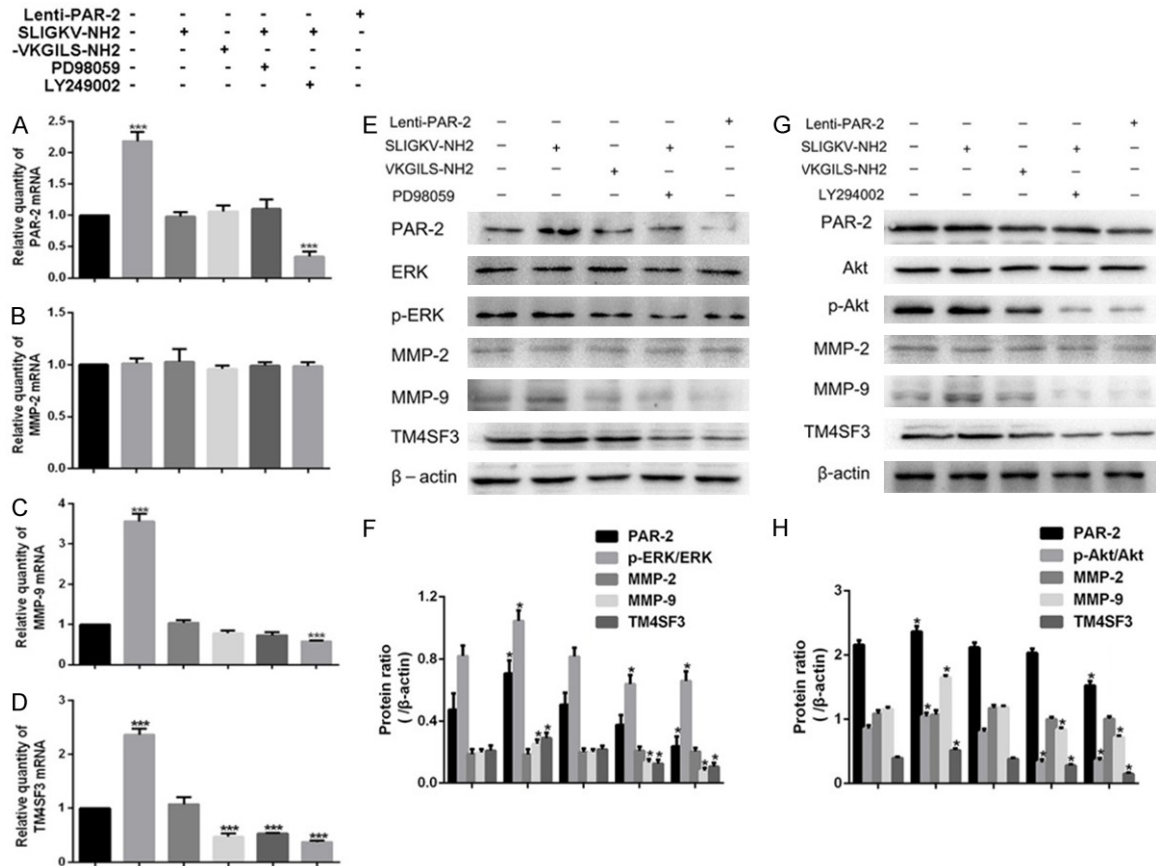 Lenti-PAR-2 - - - - - +
SLIGKV-NH2 - + - + + -
-VKGILS-NH2 - - + - - -
PD98059 - - - + - -
LY249002 - - - - + -
A
Relative quantity of
PAR-2 mRNA
2.5
2.0
1.5
1.0
0.5
0.0
***
***
B
Relative quantity of
MMP-2 mRNA
1.5
1.0
0.5
0.0
C
Relative quantity of
MMP-9 mRNA
4
3
2
1
0
***
***
D
Relative quantity of
TM4SF3 mRNA
3
2
1
0
***
***
***
***
E
Lenti-PAR-2 – – – – +
SLIGKV-NH2 – + – + –
VKGILS-NH2 – – + – –
PD98059 – – – + –
PAR-2
ERK
p-ERK
MMP-2
MMP-9
TM4SF3
β – actin
F
PAR-2
p-ERK/ERK
MMP-2
MMP-9
TM4SF3
Protein ratio
( /β-actin)
1.2
0.8
0.4
0.0
* * * *
* * *
* * * *
G
Lenti-PAR-2 – – – – +
SLIGKV-NH2 – + – + –
VKGILS-NH2 – – + – –
LY294002 – – – + –
PAR-2
Akt
p-Akt
MMP-2
MMP-9
TM4SF3
β-actin
H
PAR-2
p-Akt/Akt
MMP-2
MMP-9
TM4SF3
Protein ratio
( /β-actin)
3
2
1
0
* * * *
* * *
* * * *